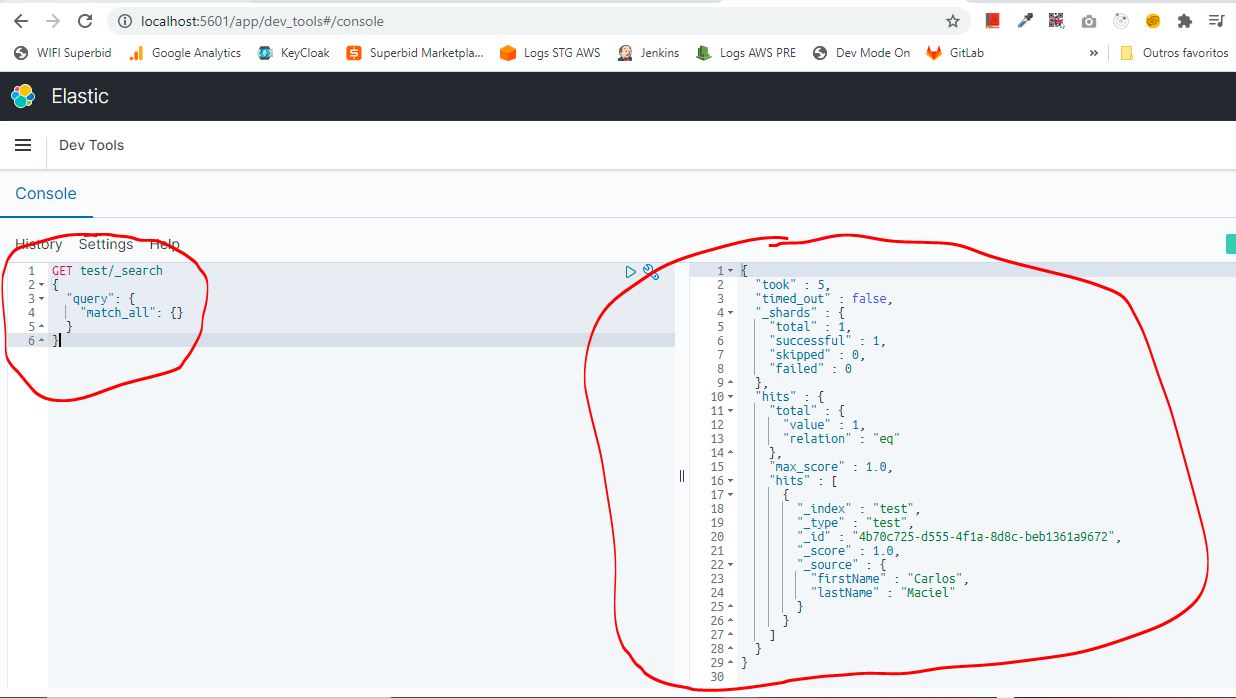 localhost:5601/app/dev_tools#/console
WIFI Superbid Google Analytics KeyCloak Superbid Marketpla... Logs STG AWS Jenkins Logs AWS PRE Dev Mode On GitLab » Outros favoritos
Elastic
Dev Tools
Console
History Settings Help
1 GET test/_search
2 {
3 "query": {
4 "match_all": {}
5 }
6 }
1 {
2 "took" : 5,
3 "timed_out" : false,
4 "_shards" : {
5 "total" : 1,
6 "successful" : 1,
7 "skipped" : 0,
8 "failed" : 0
9 },
10 "hits" : {
11 "total" : {
12 "value" : 1,
13 "relation" : "eq"
14 },
15 "max_score" : 1.0,
16 "hits" : [
17 {
18 "_index" : "test",
19 "_type" : "test",
20 "_id" : "4b70c725-d555-4f1a-8d8c-beb1361a9672",
21 "_score" : 1.0,
22 "_source" : {
23 "firstName" : "Carlos",
24 "lastName" : "Maciel"
25 }
26 }
27 ]
28 }
29 }
30